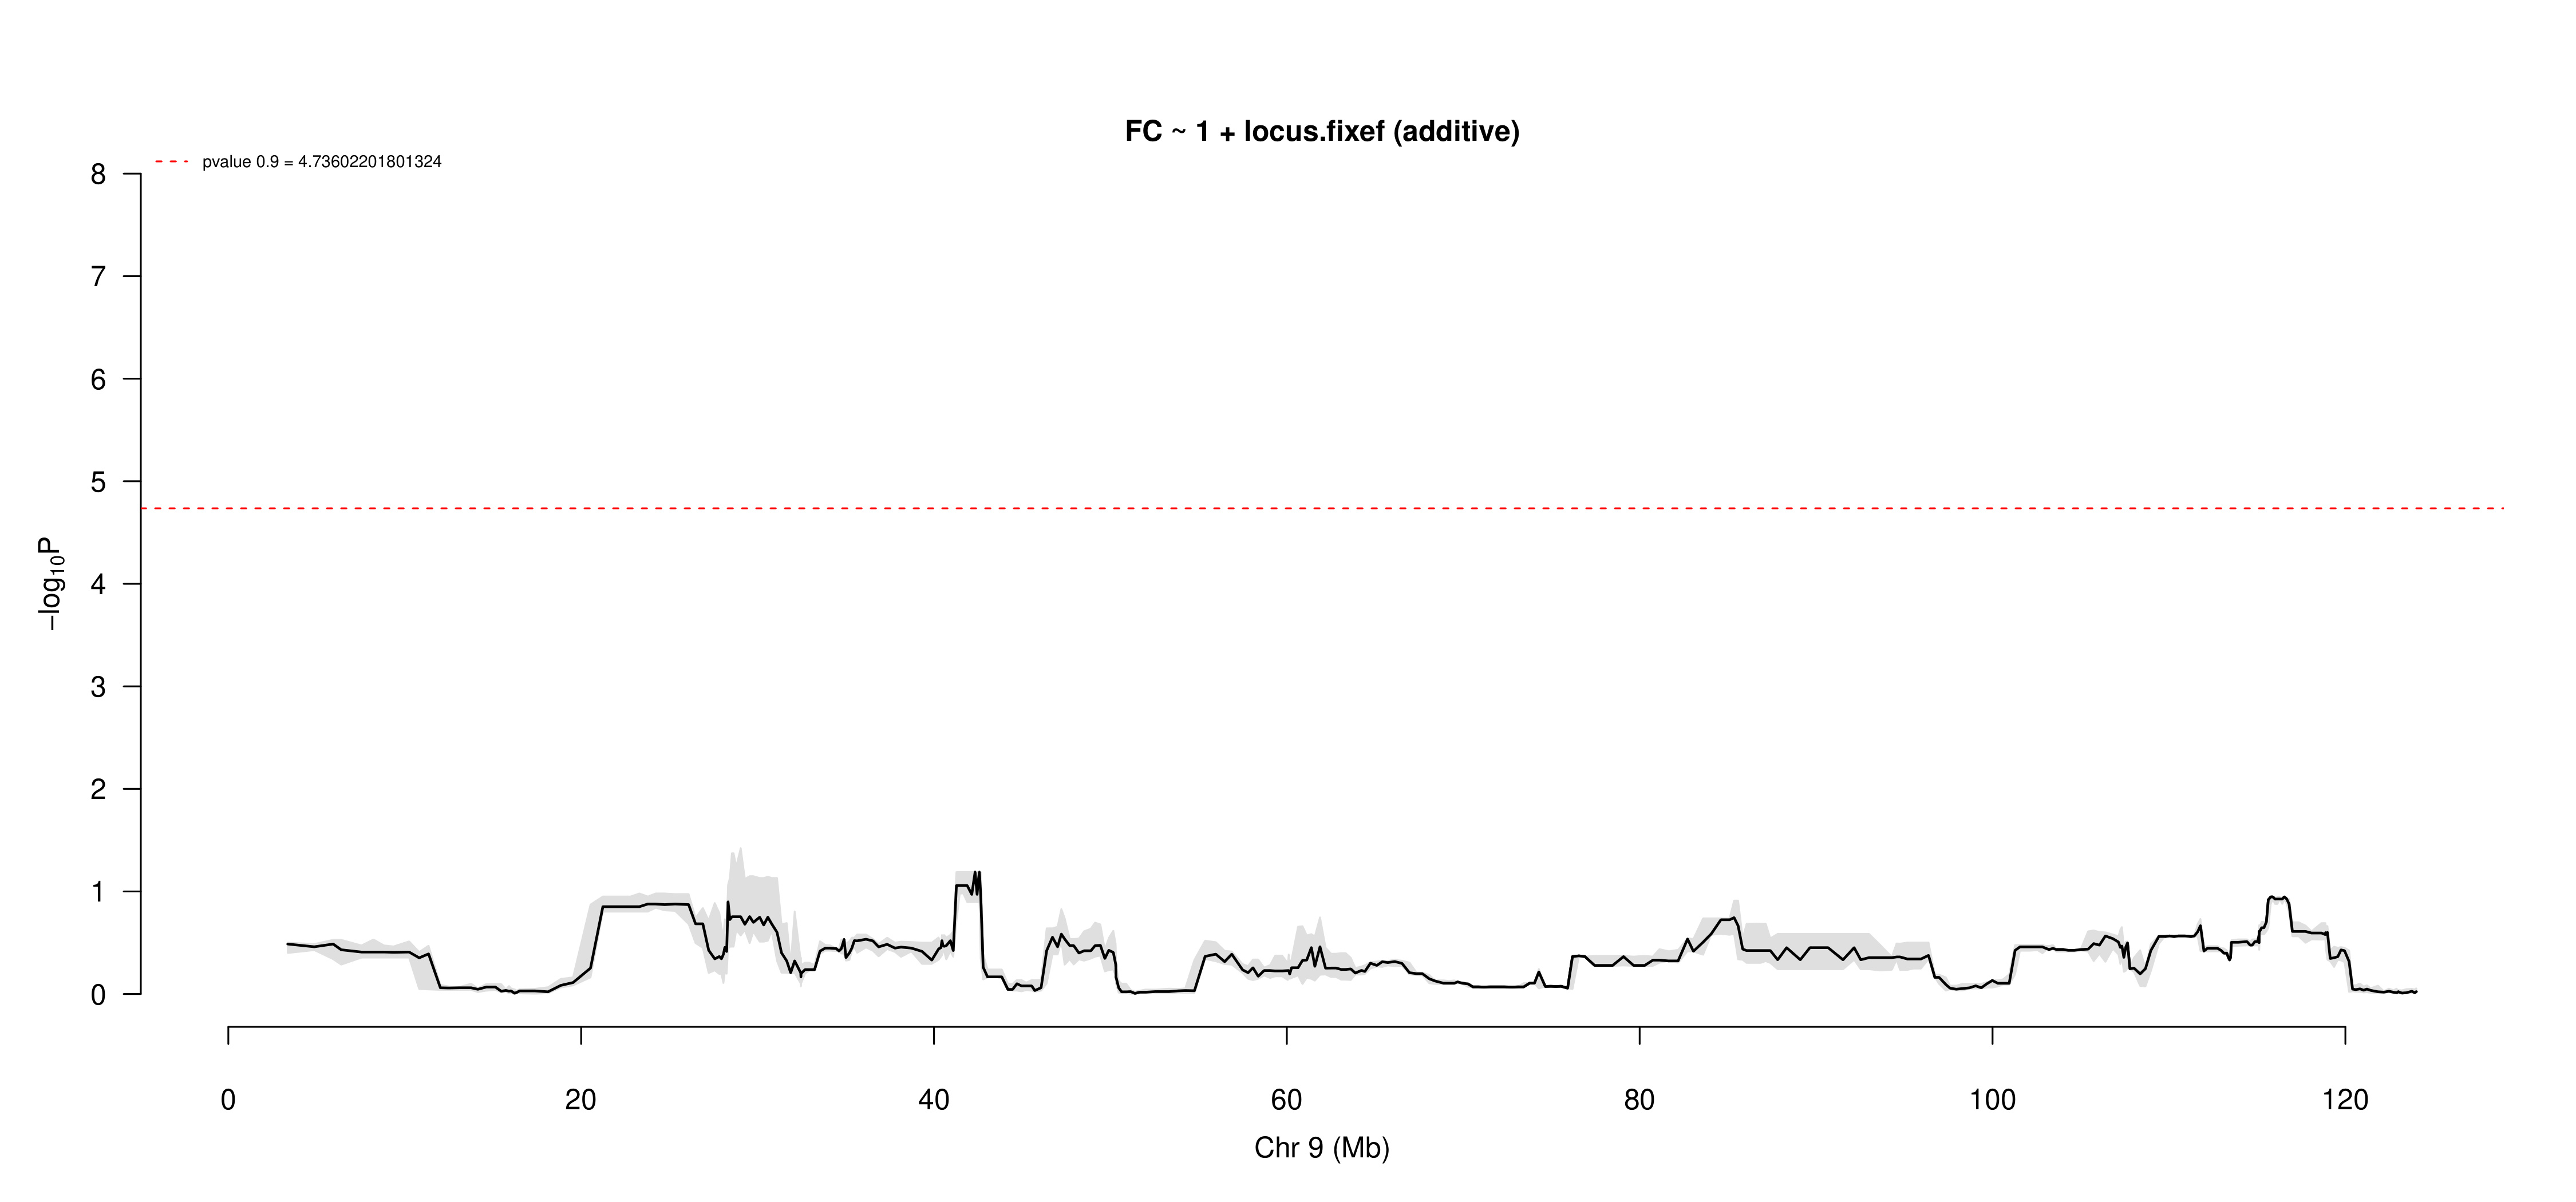 FC ~ 1 + locus.fixef (additive)
pvalue 0.9 = 4.73602201801324
8
7
6
5
4
3
2
1
0
−log10P
0 20 40 60 80 100 120
Chr 9 (Mb)